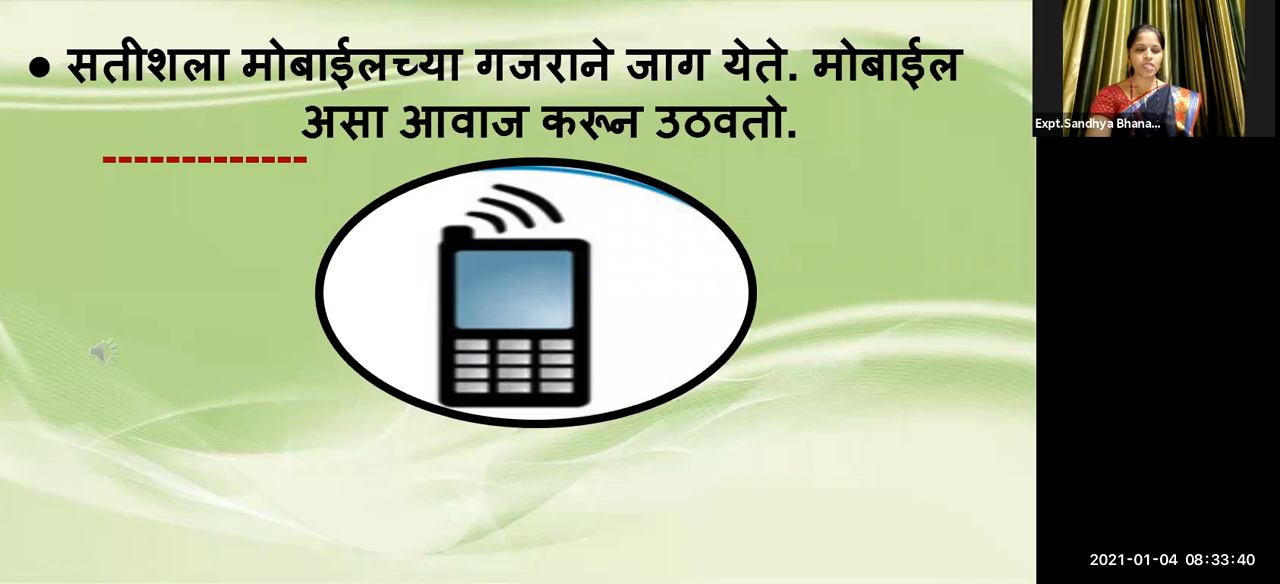 • सतीशला मोबाईलच्या गजराने जाग येते. मोबाईल
असा आवाज करून उठवतो.
-------------
Expt.Sandhya Bhana...
2021-01-04 08:33:40